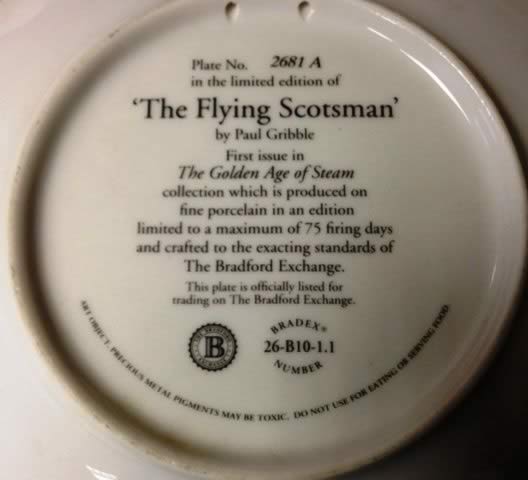 Plate No. 2681 A
in the limited edition of
‘The Flying Scotsman’
by Paul Gribble
First issue in
The Golden Age of Steam
collection which is produced on
fine porcelain in an edition
limited to a maximum of 75 firing days
and crafted to the exacting standards of
The Bradford Exchange.
This plate is officially listed for
trading on The Bradford Exchange.
B
BRADEX®
26-B10-1.1
NUMBER
ART OBJECT. PRECIOUS METAL PIGMENTS MAY BE TOXIC. DO NOT USE FOR EATING OR SERVING FOOD.